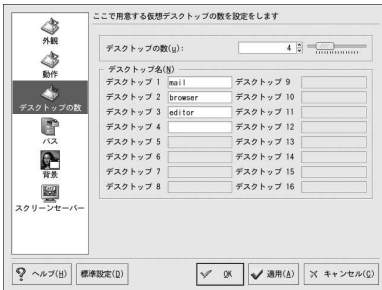 外観
動作
デスクトップの数
パス
背景
スクリーンセーバー
ここで用意する仮想デスクトップの数を設定をします
デスクトップの数(u): 4
デスクトップ名(N)
デスクトップ 1 mail デスクトップ 9
デスクトップ 2 browser デスクトップ 10
デスクトップ 3 editor デスクトップ 11
デスクトップ 4 デスクトップ 12
デスクトップ 5 デスクトップ 13
デスクトップ 6 デスクトップ 14
デスクトップ 7 デスクトップ 15
デスクトップ 8 デスクトップ 16
ヘルプ(H) 標準設定(D) OK 適用(A) キャンセル(C)